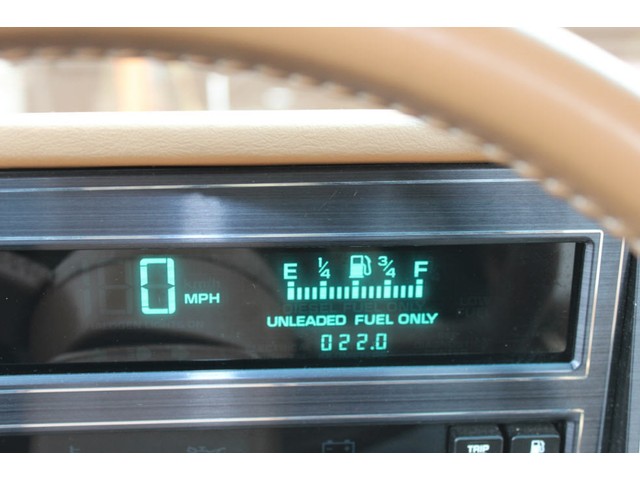 E 1/4 3/4 F
0 MPH
UNLEADED FUEL ONLY
022.0
TRIP